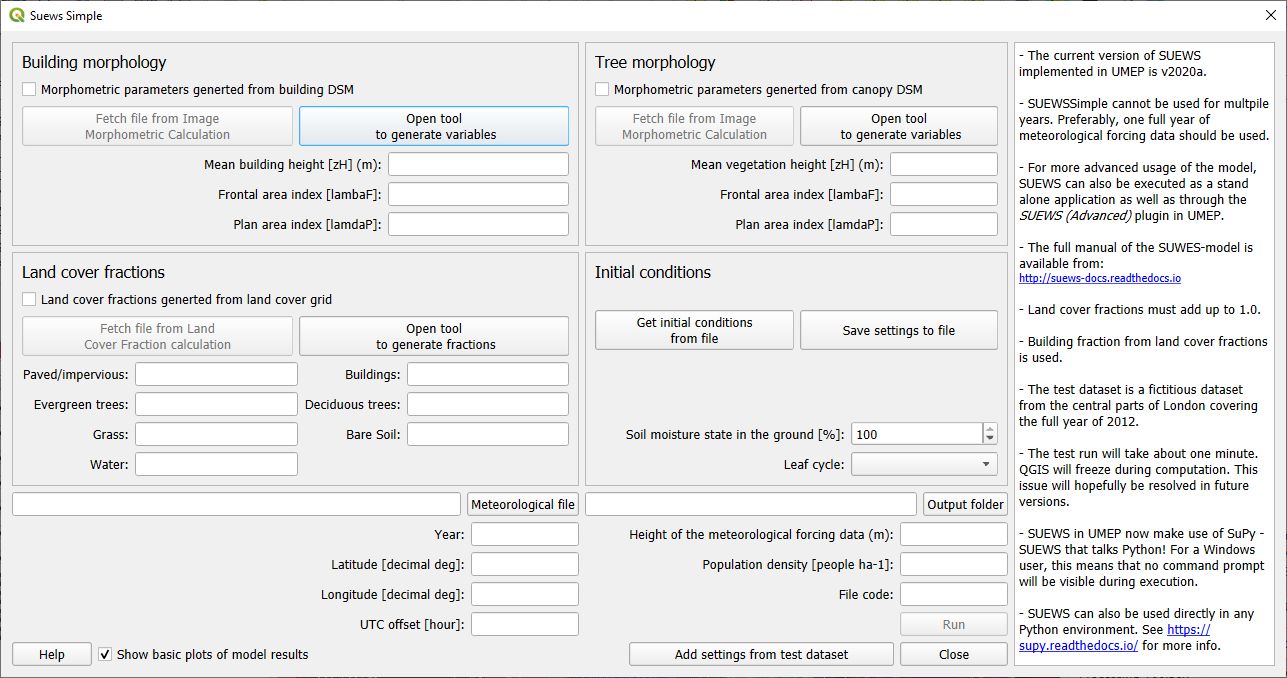 Suews Simple
Building morphology
Morphometric parameters generted from building DSM
Fetch file from Image
Morphometric Calculation
Open tool
to generate variables
Mean building height [zH] (m):
Frontal area index [lambaF]:
Plan area index [lamdaP]:
Tree morphology
Morphometric parameters generted from canopy DSM
Fetch file from Image
Morphometric Calculation
Open tool
to generate variables
Mean vegetation height [zH] (m):
Frontal area index [lambaF]:
Plan area index [lamdaP]:
Land cover fractions
Land cover fractions generted from land cover grid
Fetch file from Land
Cover Fraction calculation
Open tool
to generate fractions
Paved/impervious:
Buildings:
Evergreen trees:
Deciduous trees:
Grass:
Bare Soil:
Water:
Initial conditions
Get initial conditions
from file
Save settings to file
Soil moisture state in the ground [%]:
100
Leaf cycle:
Meteorological file
Output folder
Year:
Latitude [decimal deg]:
Longitude [decimal deg]:
UTC offset [hour]:
Height of the meteorological forcing data (m):
Population density [people ha-1]:
File code:
Run
Help
Show basic plots of model results
Add settings from test dataset
Close
- The current version of SUEWS
implemented in UMEP is v2020a.
- SUEWSSimple cannot be used for multpile
years. Preferably, one full year of
meteorological forcing data should be used.
- For more advanced usage of the model,
SUEWS can also be executed as a stand
alone application as well as through the
SUEWS (Advanced) plugin in UMEP.
- The full manual of the SUWES-model is
available from:
http://suews-docs.readthedocs.io
- Land cover fractions must add up to 1.0.
- Building fraction from land cover fractions
is used.
- The test dataset is a fictitious dataset
from the central parts of London covering
the full year of 2012.
- The test run will take about one minute.
QGIS will freeze during computation. This
issue will hopefully be resolved in future
versions.
- SUEWS in UMEP now make use of SuPy -
SUEWS that talks Python! For a Windows
user, this means that no command prompt
will be visible during execution.
- SUEWS can also be used directly in any
Python environment. See https://
supy.readthedocs.io/ for more info.